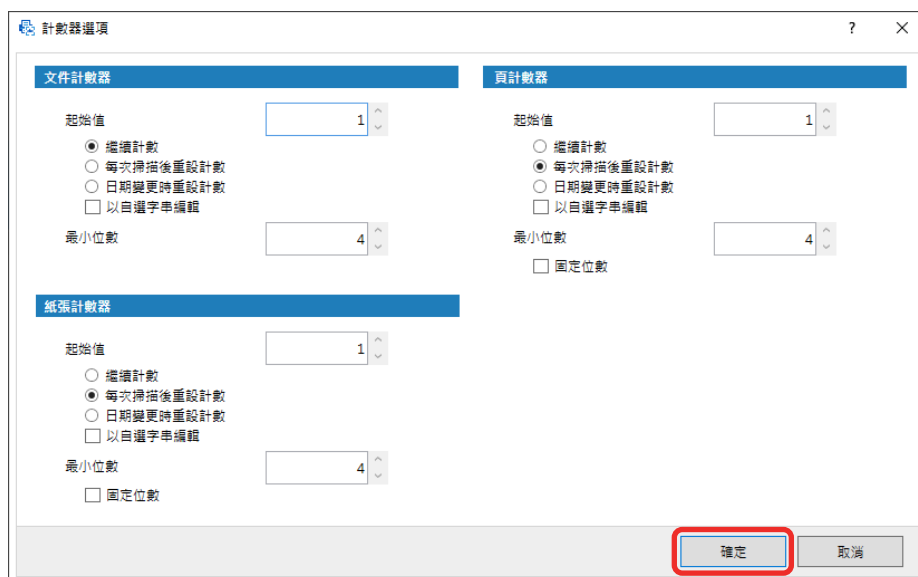 計數器選項
?
文件計數器
起始值
1
繼續計數
每次掃描後重設計數
日期變更時重設計數
以自選字串編輯
最小位數
4
頁計數器
起始值
1
繼續計數
每次掃描後重設計數
日期變更時重設計數
以自選字串編輯
最小位數
4
固定位數
紙張計數器
起始值
1
繼續計數
每次掃描後重設計數
日期變更時重設計數
以自選字串編輯
最小位數
4
固定位數
確定
取消